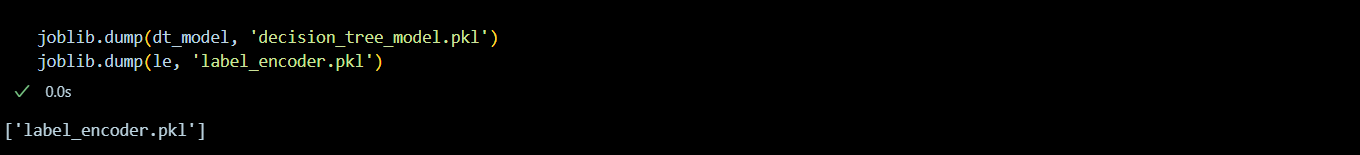 joblib.dump(dt_model, 'decision_tree_model.pkl')
joblib.dump(le, 'label_encoder.pkl')
✓ 0.0s
['label_encoder.pkl']